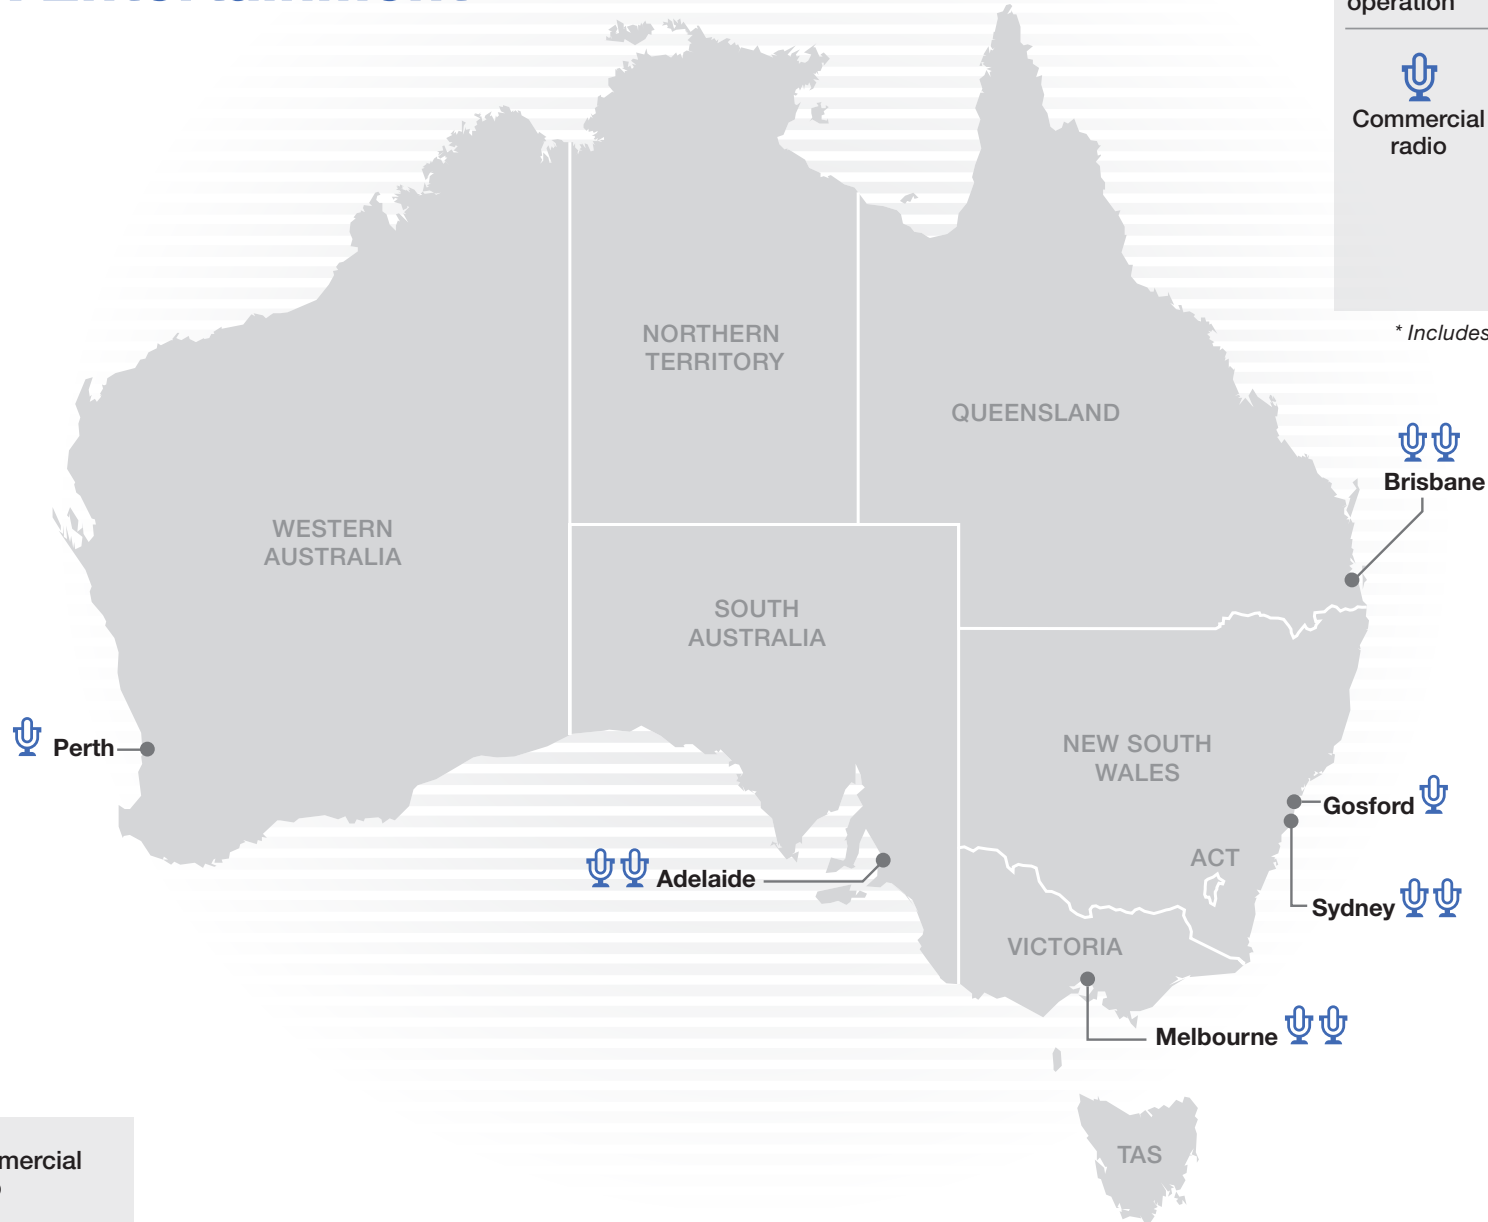 operation
Commercial
radio
* Includes
NORTHERN
TERRITORY
QUEENSLAND
Brisbane
WESTERN
AUSTRALIA
SOUTH
AUSTRALIA
Perth
NEW SOUTH
WALES
Gosford
ACT
Adelaide
Sydney
VICTORIA
Melbourne
TAS